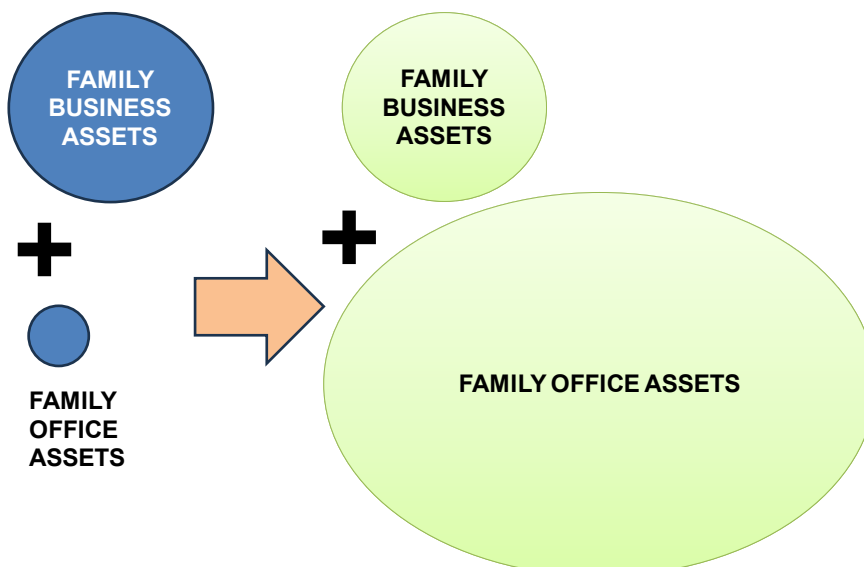 FAMILY
BUSINESS
ASSETS
+
FAMILY
OFFICE
ASSETS
FAMILY
BUSINESS
ASSETS
+
FAMILY OFFICE ASSETS